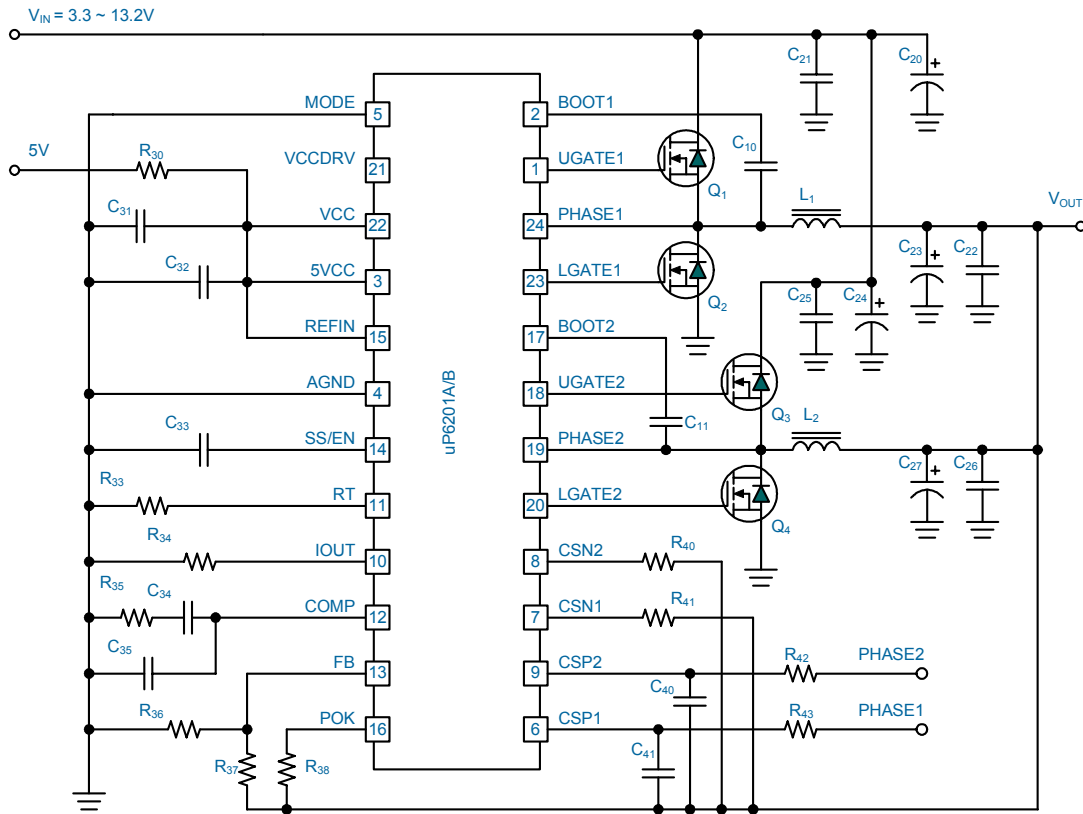 V_IN = 3.3 ~ 13.2V
C21
C20
MODE
5
2
BOOT1
5V
R30
VCCDRV
21
1
UGATE1
C10
Q1
C31
VCC
22
24
PHASE1
L1
V_OUT
C32
5VCC
3
23
LGATE1
Q2
C23
C22
REFIN
15
17
BOOT2
C25
C24
AGND
4
18
UGATE2
Q3
uP6201A/B
C33
SS/EN
14
19
PHASE2
C11
L2
C27
C26
R33
RT
11
20
LGATE2
Q4
R34
IOUT
10
8
CSN2
R40
R35
C34
COMP
12
7
CSN1
R41
C35
FB
13
9
CSP2
R42
PHASE2
C40
R36
POK
16
6
CSP1
R43
PHASE1
R37
R38
C41